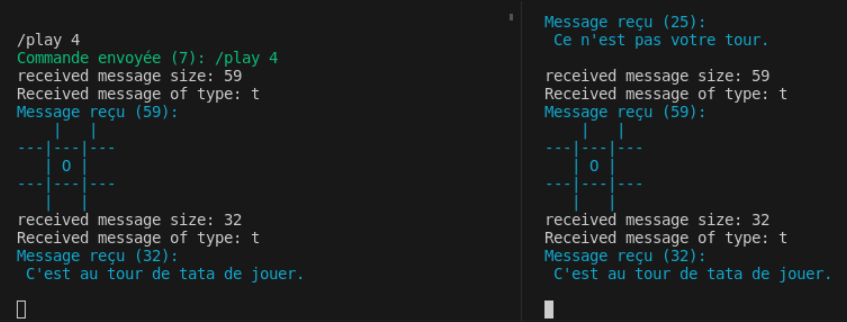 /play 4
Commande envoyée (7): /play 4
received message size: 59
Received message of type: t
Message reçu (59):
    |   |
---|---|---
   | O |
---|---|---
   |   |
received message size: 32
Received message of type: t
Message reçu (32):
 C'est au tour de tata de jouer.
Message reçu (25):
 Ce n'est pas votre tour.
received message size: 59
Received message of type: t
Message reçu (59):
    |   |
---|---|---
   | O |
---|---|---
   |   |
received message size: 32
Received message of type: t
Message reçu (32):
 C'est au tour de tata de jouer.